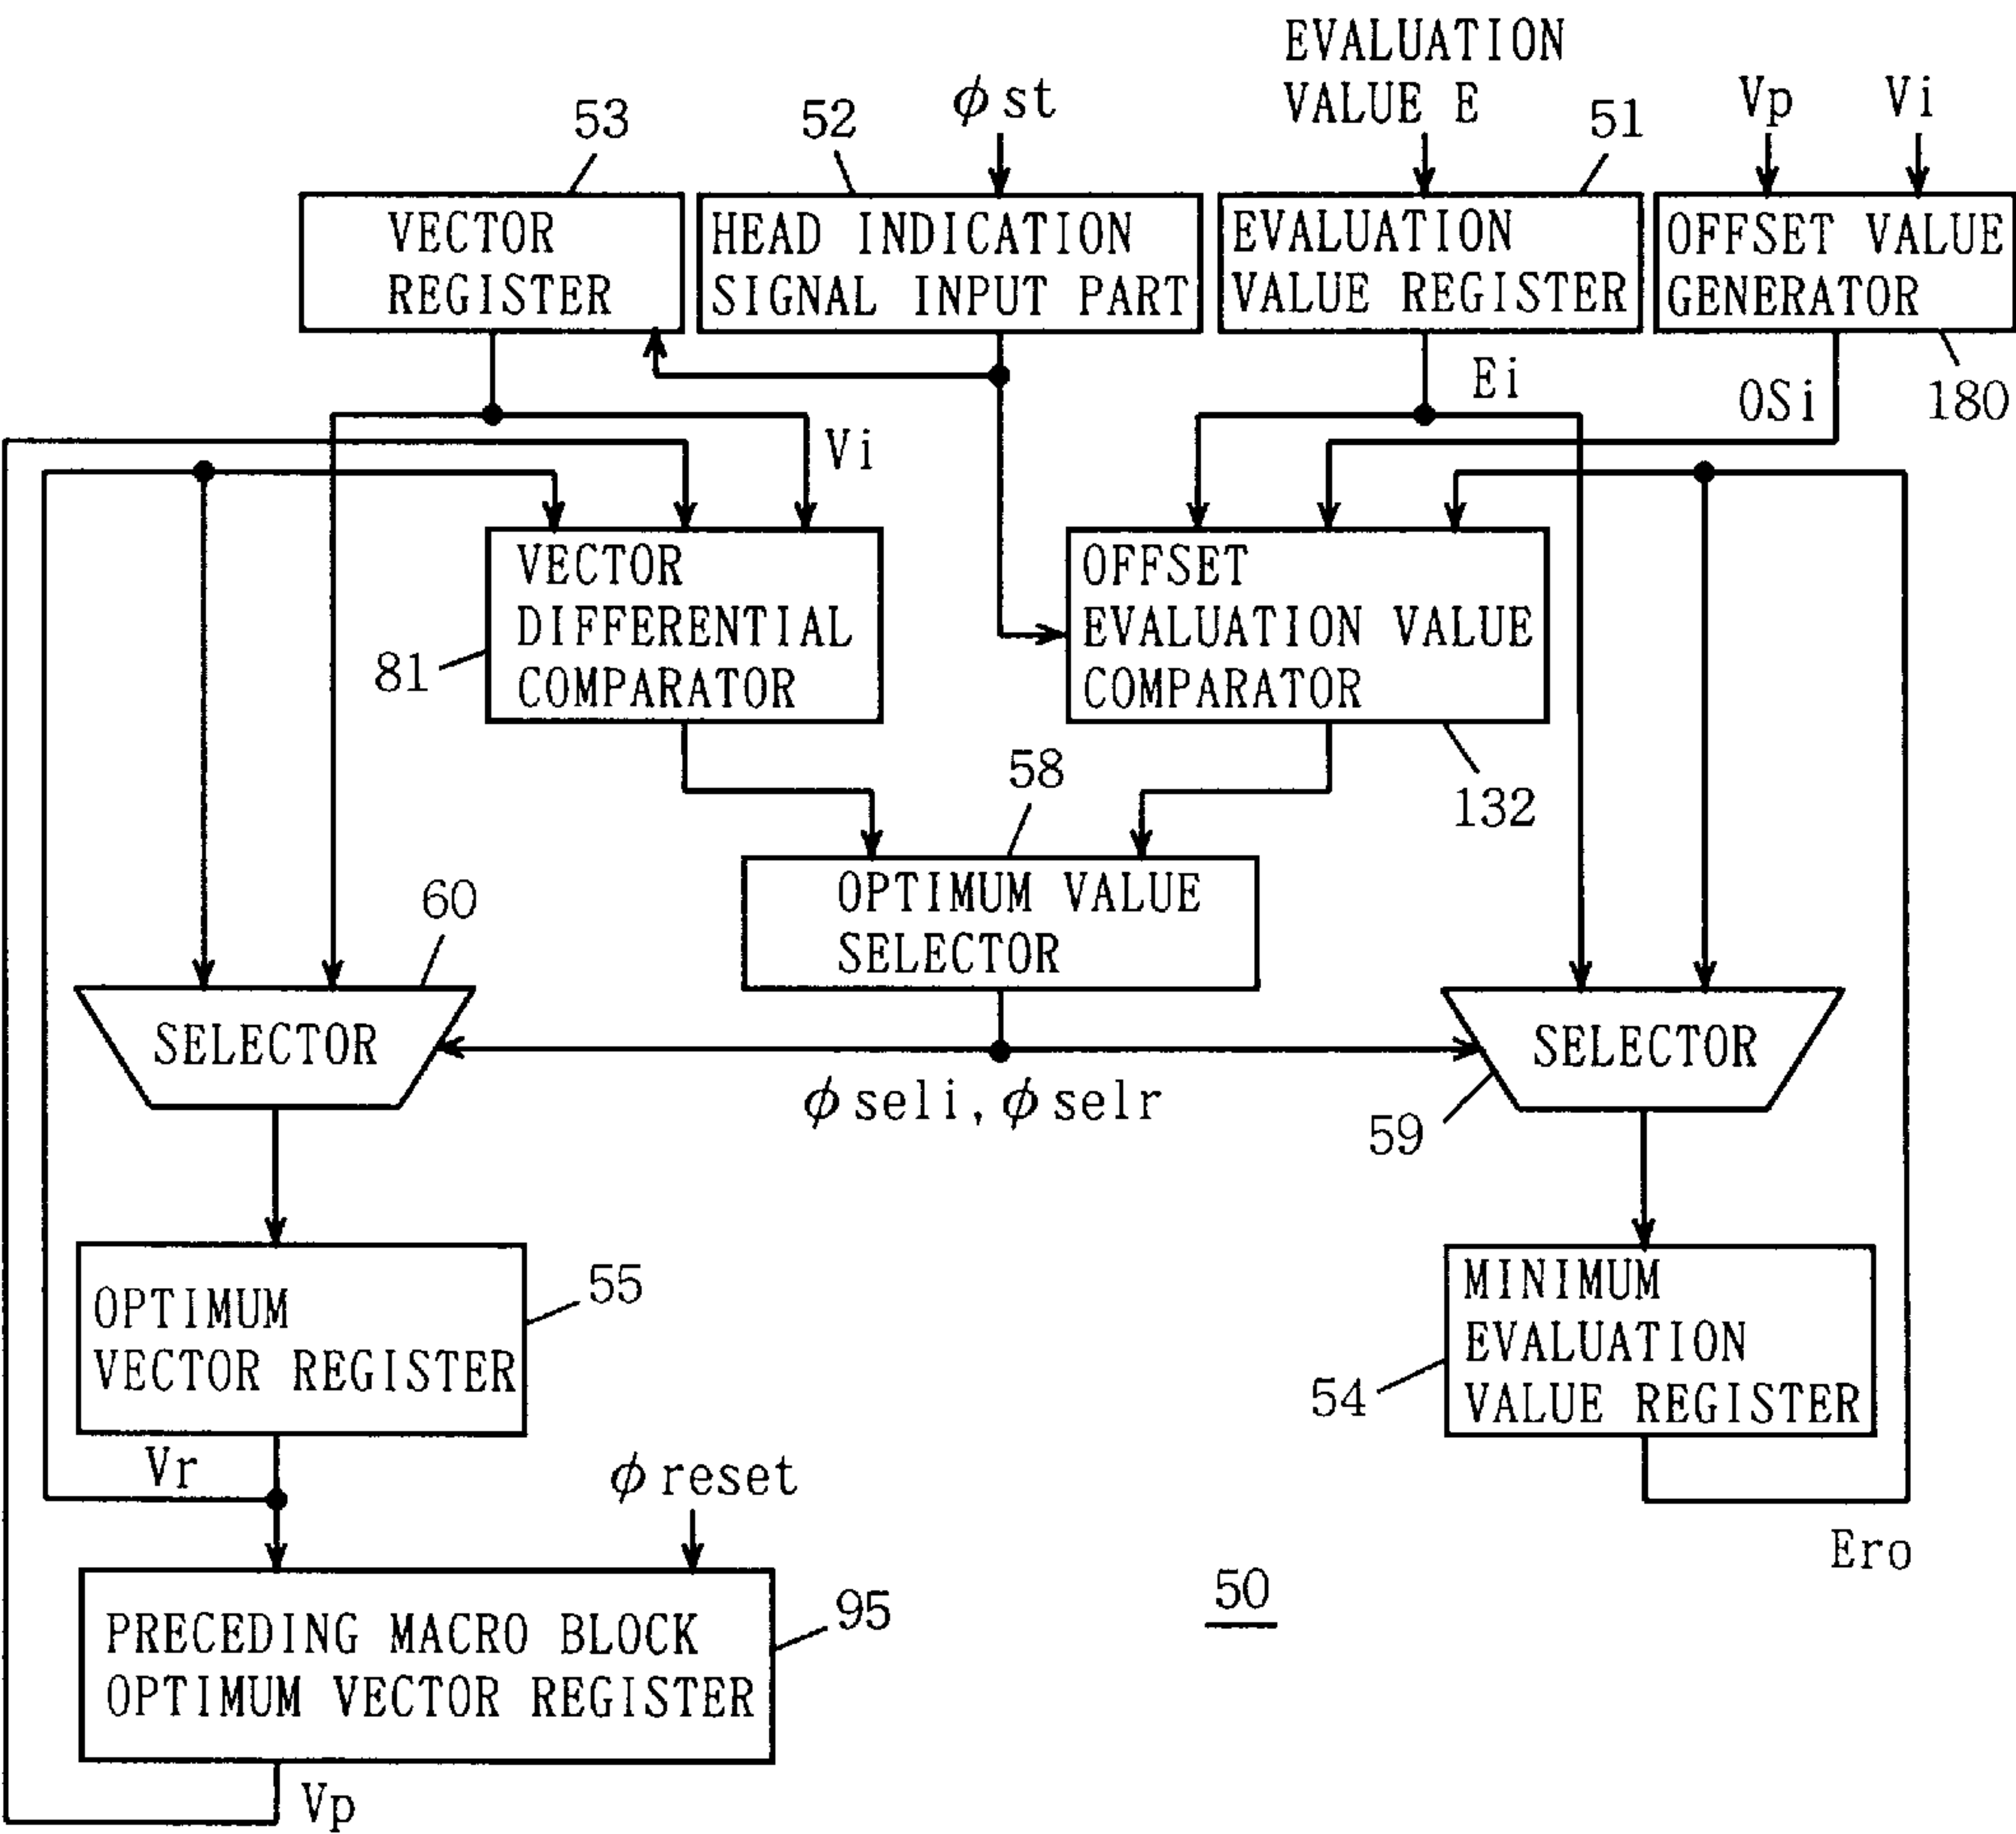 EVALUATION
VALUE E
φst
Vp
Vi
53
52
51
VECTOR
REGISTER
HEAD INDICATION
SIGNAL INPUT PART
EVALUATION
VALUE REGISTER
OFFSET VALUE
GENERATOR
Ei
OSi
180
Vi
VECTOR
DIFFERENTIAL
COMPARATOR
81
OFFSET
EVALUATION VALUE
COMPARATOR
132
58
OPTIMUM VALUE
SELECTOR
60
SELECTOR
SELECTOR
φseli, φselr
59
OPTIMUM
VECTOR REGISTER
55
MINIMUM
EVALUATION
VALUE REGISTER
54
Vr
φreset
Ero
PRECEDING MACRO BLOCK
OPTIMUM VECTOR REGISTER
95
50
Vp